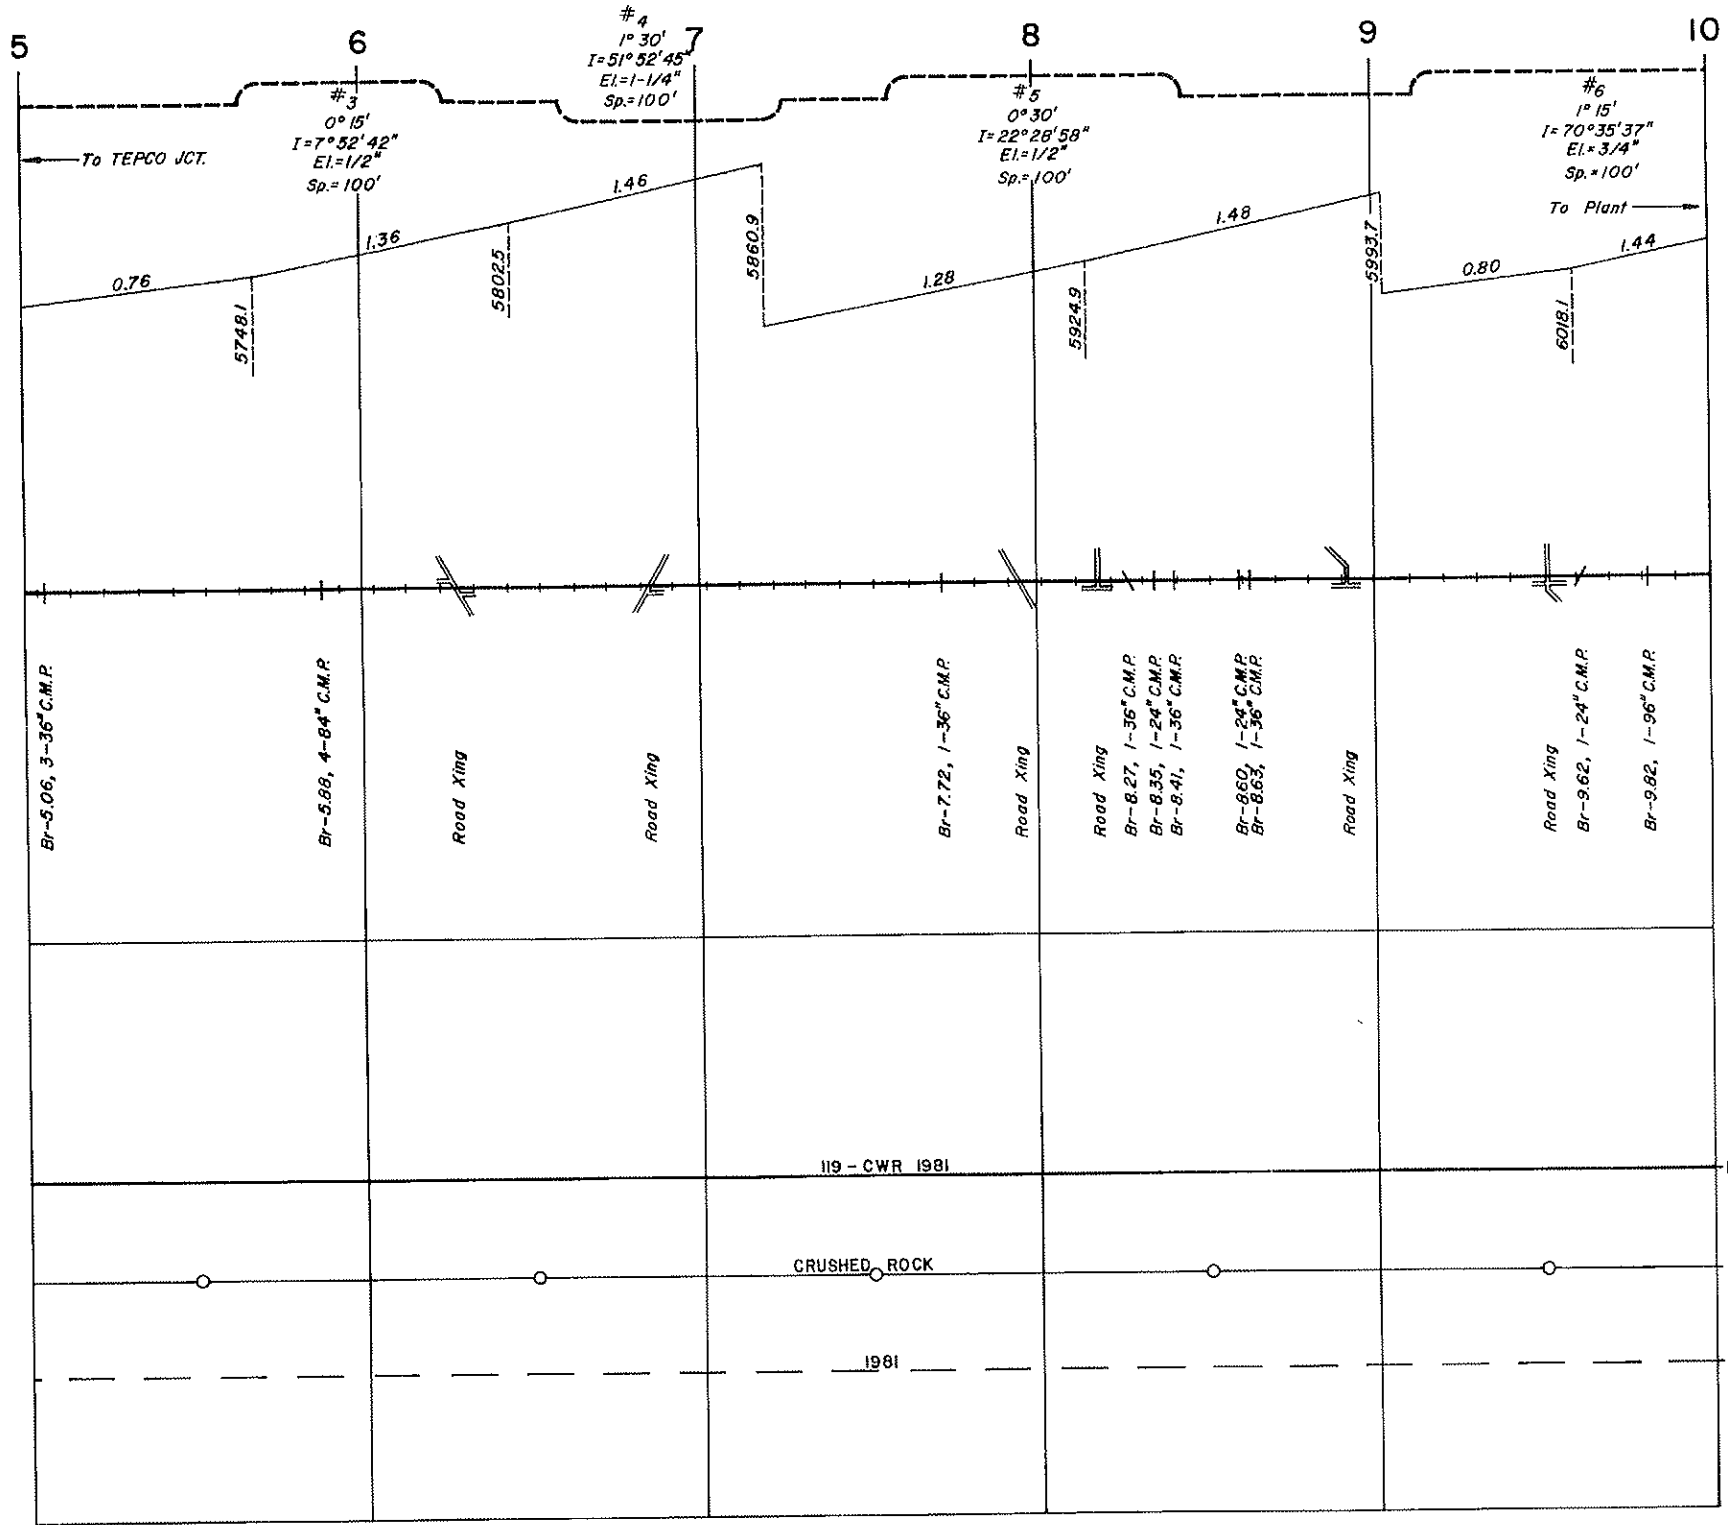 5 6 7 8 9 10
#3
0° 15'
I=7° 52' 42"
El.=1/2"
Sp.=100'
#4
1° 30'
I=51° 52' 45"
El.=1-1/4"
Sp.=100'
#5
0° 30'
I=22° 28' 58"
El.=1/2"
Sp.=100'
#6
1° 15'
I=70° 35' 37"
El.=3/4"
Sp.=100'
To TEPCO JCT.
To Plant
0.76
1.36
1.46
1.28
1.48
0.80
1.44
5748.1
5802.5
5860.9
5924.9
5993.7
6018.1
Br-5.06, 3-36" C.M.P.
Br-5.88, 4-84" C.M.P.
Road Xing
Road Xing
Br-7.72, 1-36" C.M.P.
Road Xing
Road Xing
Br-8.27, 1-36" C.M.P.
Br-8.35, 1-24" C.M.P.
Br-8.41, 1-36" C.M.P.
Br-8.60, 1-24" C.M.P.
Br-8.63, 1-36" C.M.P.
Road Xing
Road Xing
Br-9.62, 1-24" C.M.P.
Br-9.82, 1-96" C.M.P.
119 - CWR 1981
CRUSHED ROCK
1981